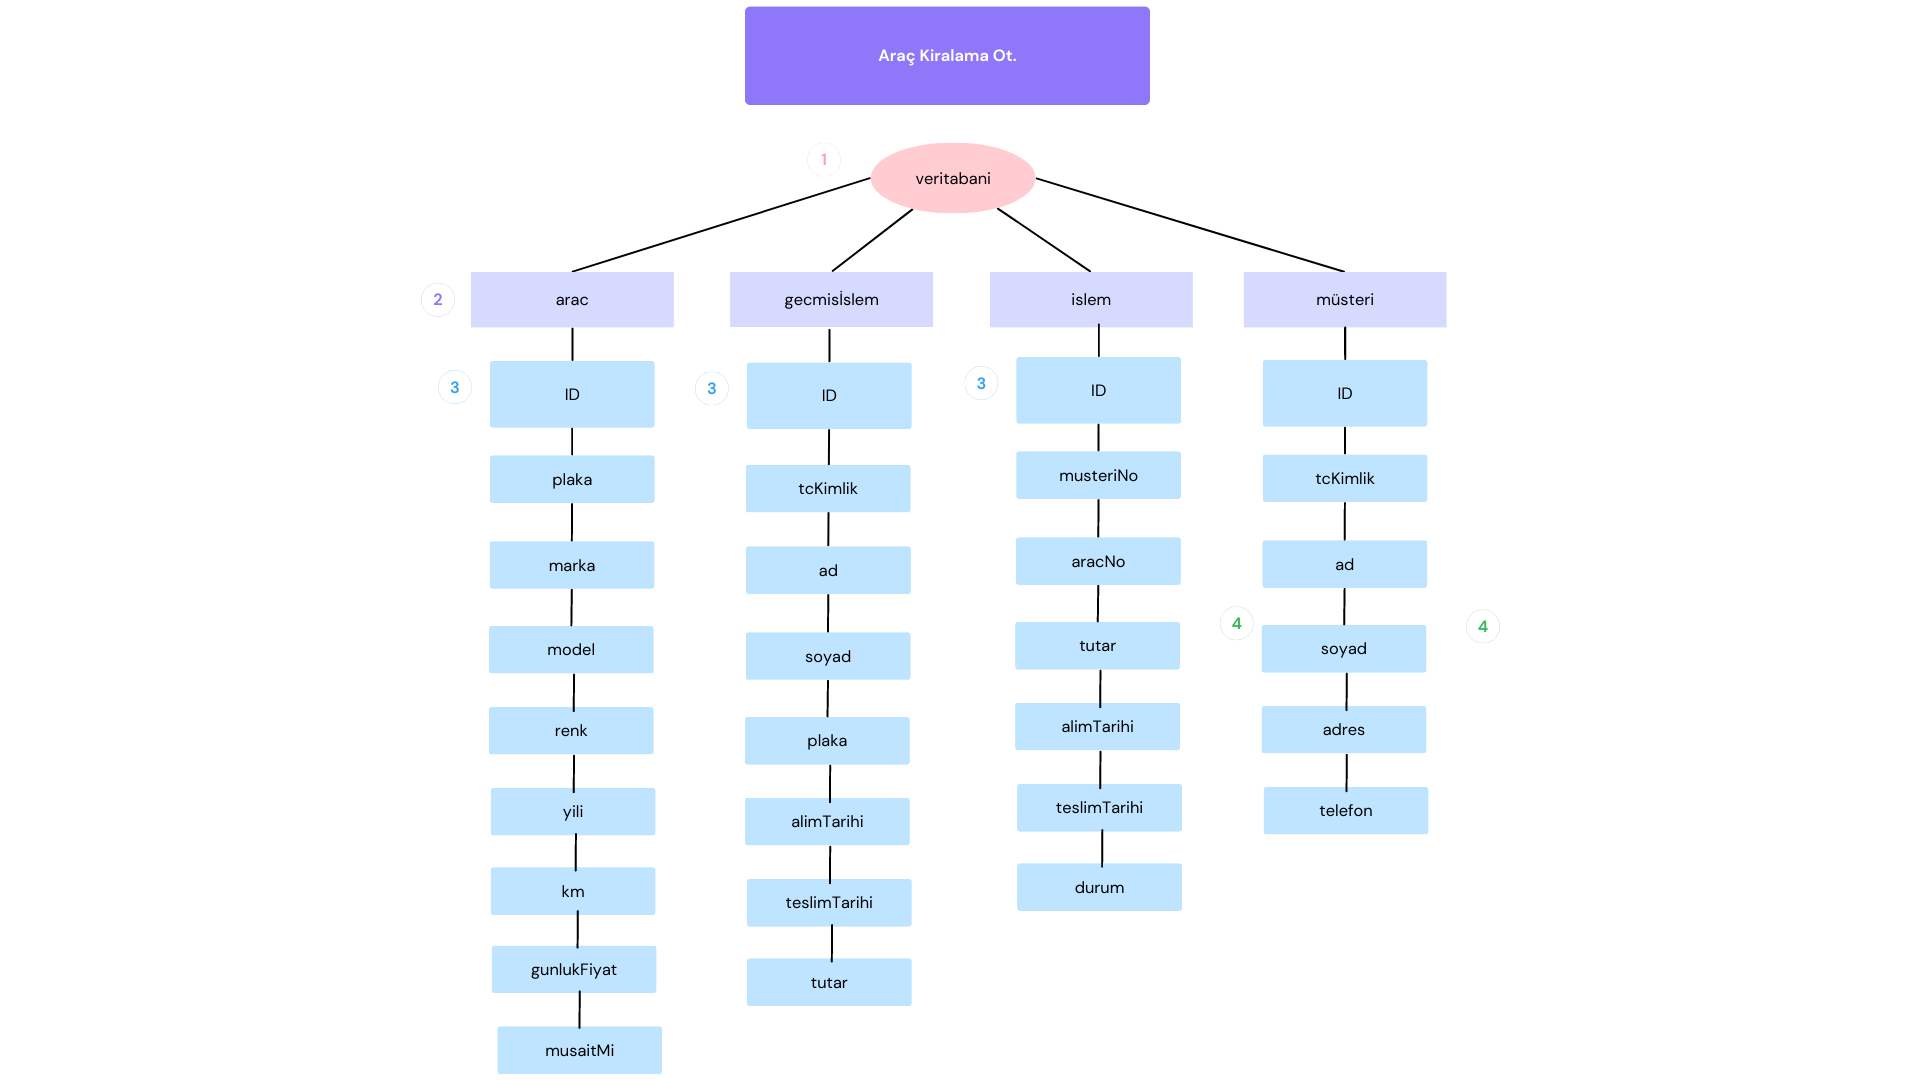 Araç Kiralama Ot.
1
veritabani
2
arac
gecmisİslem
islem
müsteri
3
ID
plaka
marka
model
renk
yili
km
gunlukFiyat
musaitMi
3
ID
tcKimlik
ad
soyad
plaka
alimTarihi
teslimTarihi
tutar
3
ID
musteriNo
aracNo
tutar
alimTarihi
teslimTarihi
durum
4
ID
tcKimlik
ad
soyad
adres
telefon
4